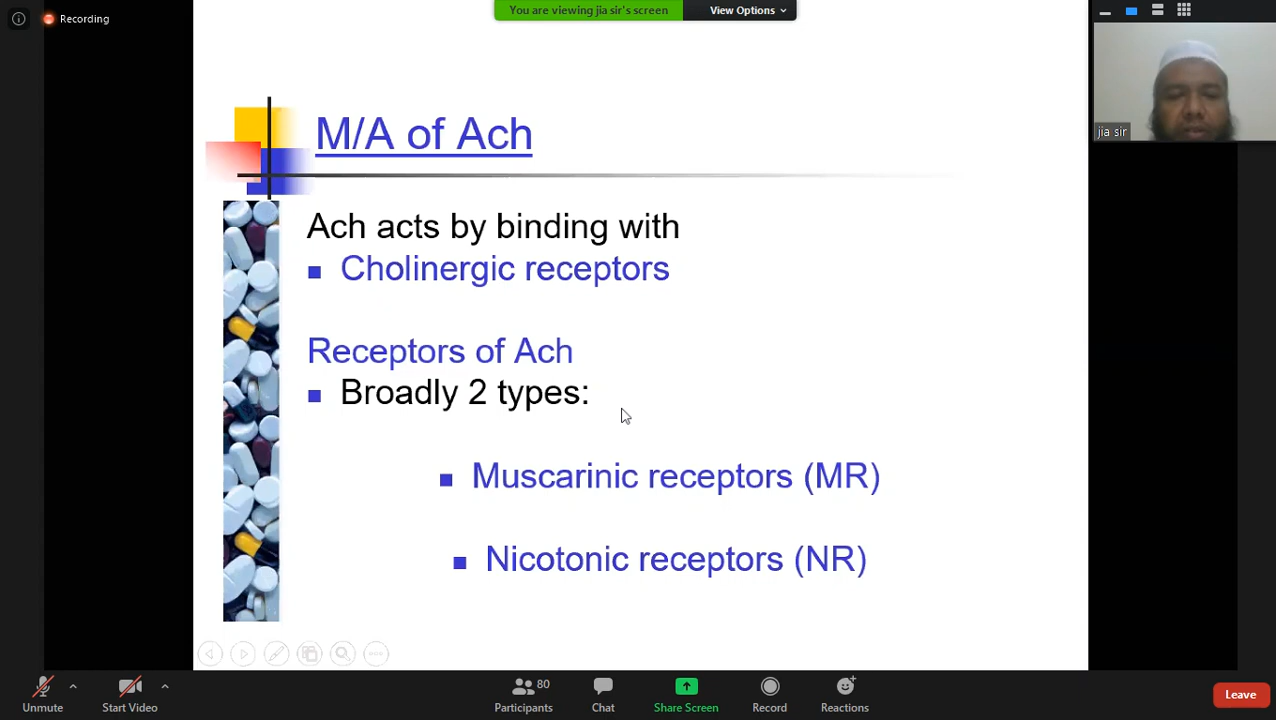 Recording
You are viewing jia sir's screen
View Options
jia sir
M/A of Ach
Ach acts by binding with
Cholinergic receptors
Receptors of Ach
Broadly 2 types:
Muscarinic receptors (MR)
Nicotonic receptors (NR)
Unmute
Start Video
Participants
80
Chat
Share Screen
Record
Reactions
Leave